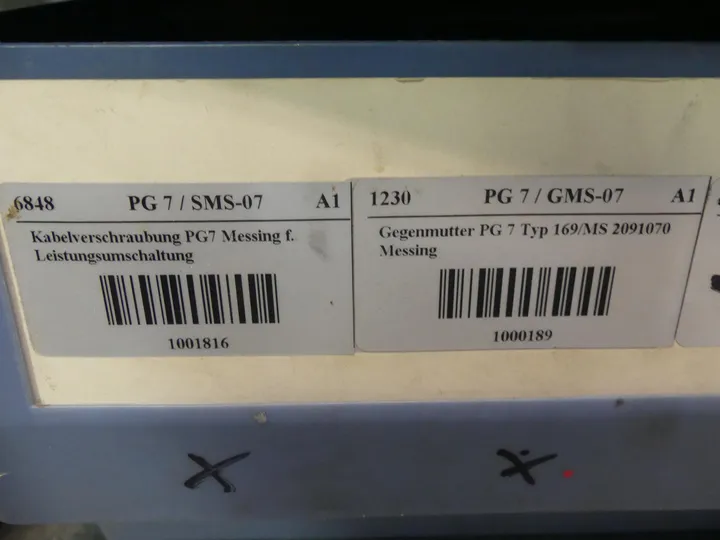 6848 PG 7 / SMS-07 A1
Kabelverschraubung PG7 Messing f.
Leistungsumschaltung
1001816
1230 PG 7 / GMS-07 A1
Gegenmutter PG 7 Typ 169/MS 2091070
Messing
1000189